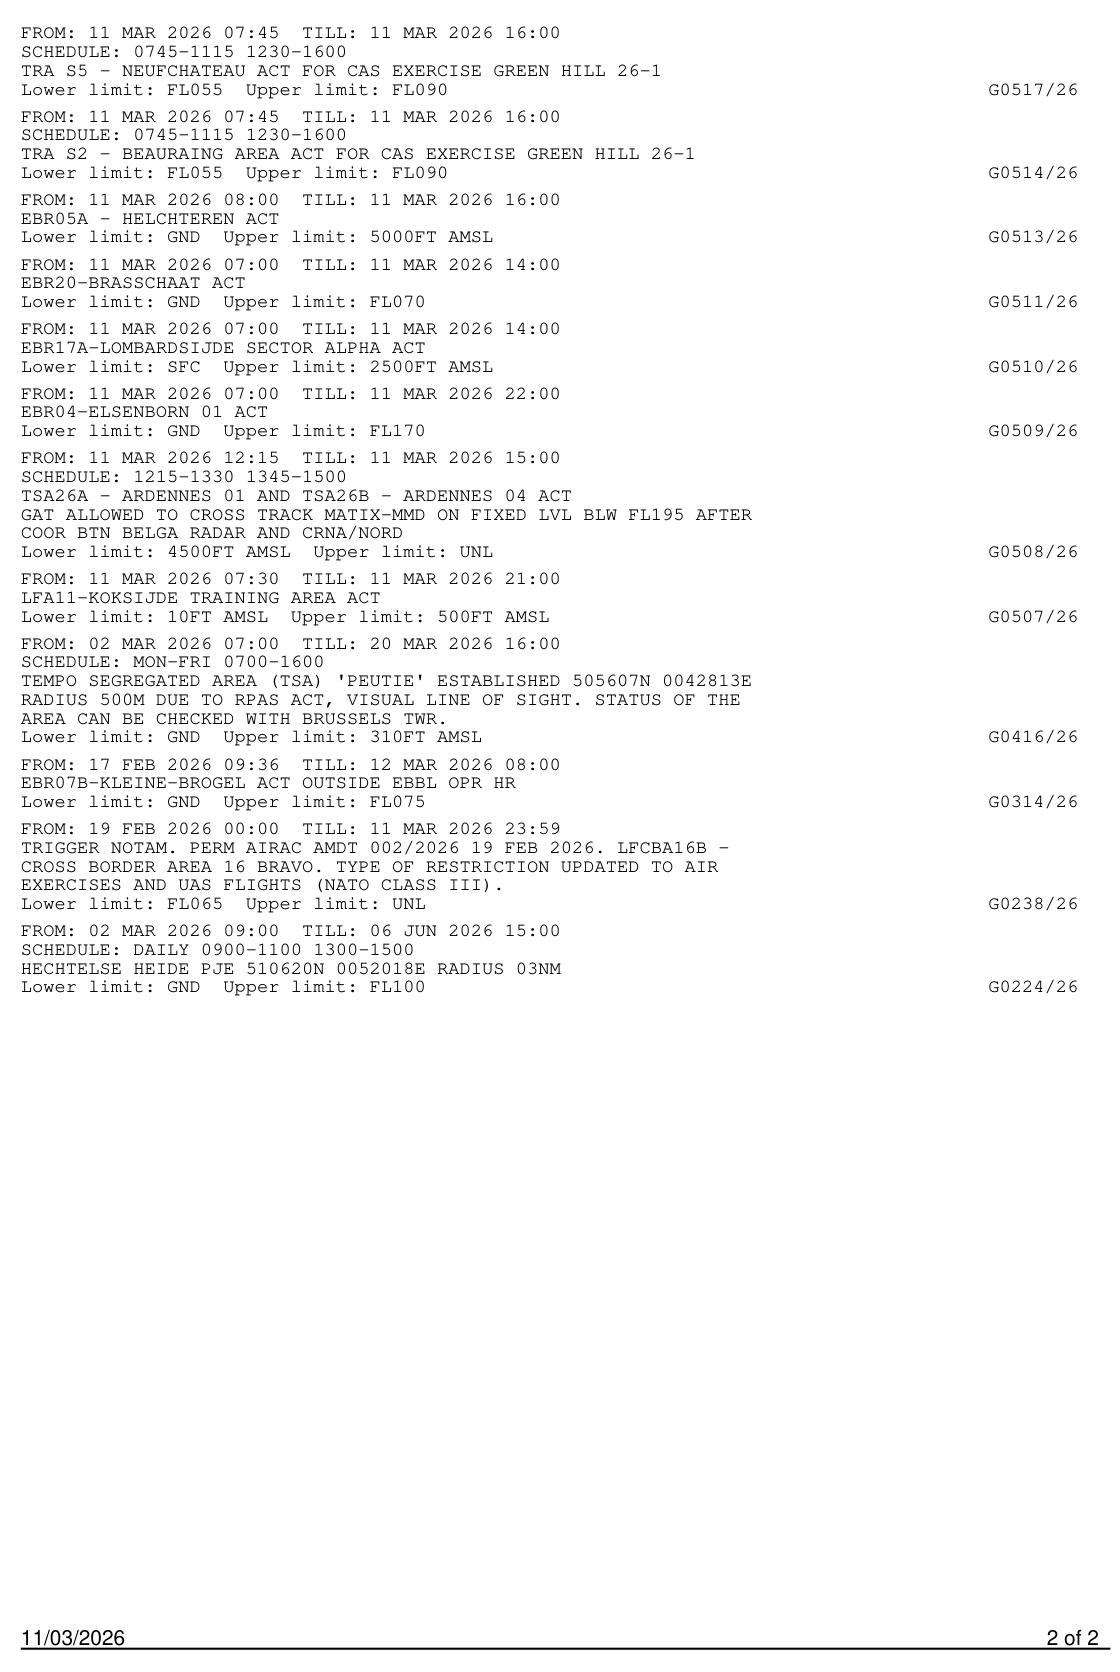 FROM: 11 MAR 2026 07:45  TILL: 11 MAR 2026 16:00
SCHEDULE: 0745-1115 1230-1600
TRA S5 - NEUFCHATEAU ACT FOR CAS EXERCISE GREEN HILL 26-1
Lower limit: FL055  Upper limit: FL090 G0517/26
FROM: 11 MAR 2026 07:45  TILL: 11 MAR 2026 16:00
SCHEDULE: 0745-1115 1230-1600
TRA S2 - BEAURAING AREA ACT FOR CAS EXERCISE GREEN HILL 26-1
Lower limit: FL055  Upper limit: FL090 G0514/26
FROM: 11 MAR 2026 08:00  TILL: 11 MAR 2026 16:00
EBR05A - HELCHTEREN ACT
Lower limit: GND  Upper limit: 5000FT AMSL G0513/26
FROM: 11 MAR 2026 07:00  TILL: 11 MAR 2026 14:00
EBR20-BRASSCHAAT ACT
Lower limit: GND  Upper limit: FL070 G0511/26
FROM: 11 MAR 2026 07:00  TILL: 11 MAR 2026 14:00
EBR17A-LOMBARDSIJDE SECTOR ALPHA ACT
Lower limit: SFC  Upper limit: 2500FT AMSL G0510/26
FROM: 11 MAR 2026 07:00  TILL: 11 MAR 2026 22:00
EBR04-ELSENBORN 01 ACT
Lower limit: GND  Upper limit: FL170 G0509/26
FROM: 11 MAR 2026 12:15  TILL: 11 MAR 2026 15:00
SCHEDULE: 1215-1330 1345-1500
TSA26A - ARDENNES 01 AND TSA26B - ARDENNES 04 ACT
GAT ALLOWED TO CROSS TRACK MATIX-MMD ON FIXED LVL BLW FL195 AFTER
COOR BTN BELGA RADAR AND CRNA/NORD
Lower limit: 4500FT AMSL  Upper limit: UNL G0508/26
FROM: 11 MAR 2026 07:30  TILL: 11 MAR 2026 21:00
LFA11-KOKSIJDE TRAINING AREA ACT
Lower limit: 10FT AMSL  Upper limit: 500FT AMSL G0507/26
FROM: 02 MAR 2026 07:00  TILL: 20 MAR 2026 16:00
SCHEDULE: MON-FRI 0700-1600
TEMPO SEGREGATED AREA (TSA) 'PEUTIE' ESTABLISHED 505607N 0042813E
RADIUS 500M DUE TO RPAS ACT, VISUAL LINE OF SIGHT. STATUS OF THE
AREA CAN BE CHECKED WITH BRUSSELS TWR.
Lower limit: GND  Upper limit: 310FT AMSL G0416/26
FROM: 17 FEB 2026 09:36  TILL: 12 MAR 2026 08:00
EBR07B-KLEINE-BROGEL ACT OUTSIDE EBBL OPR HR
Lower limit: GND  Upper limit: FL075 G0314/26
FROM: 19 FEB 2026 00:00  TILL: 11 MAR 2026 23:59
TRIGGER NOTAM. PERM AIRAC AMDT 002/2026 19 FEB 2026. LFCBA16B -
CROSS BORDER AREA 16 BRAVO. TYPE OF RESTRICTION UPDATED TO AIR
EXERCISES AND UAS FLIGHTS (NATO CLASS III).
Lower limit: FL065  Upper limit: UNL G0238/26
FROM: 02 MAR 2026 09:00  TILL: 06 JUN 2026 15:00
SCHEDULE: DAILY 0900-1100 1300-1500
HECHTELSE HEIDE PJE 510620N 0052018E RADIUS 03NM
Lower limit: GND  Upper limit: FL100 G0224/26
11/03/2026 2 of 2